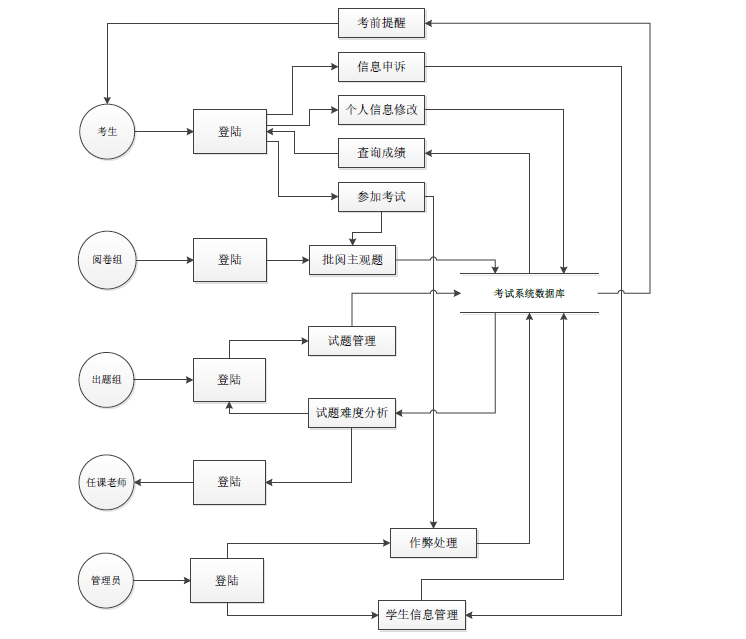 考前提醒
信息申诉
个人信息修改
考生
登陆
查询成绩
参加考试
阅卷组
登陆
批阅主观题
考试系统数据库
试题管理
出题组
登陆
试题难度分析
任课老师
登陆
作弊处理
管理员
登陆
学生信息管理